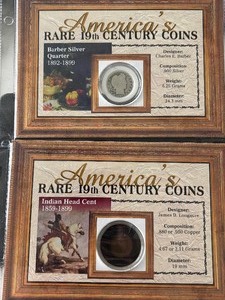 America's
RARE 19th CENTURY COINS
Barber Silver
Quarter
1892-1899
Designer:
Charles E. Barber
Composition:
.900 Silver
Weight:
6.25 Grams
Diameter:
24.3 mm
America's
RARE 19th CENTURY COINS
Indian Head Cent
1859-1899
Designer:
James B. Longacre
Composition:
.880 or .950 Copper
Weight:
4.67 or 3.11 Grams
Diameter:
19 mm